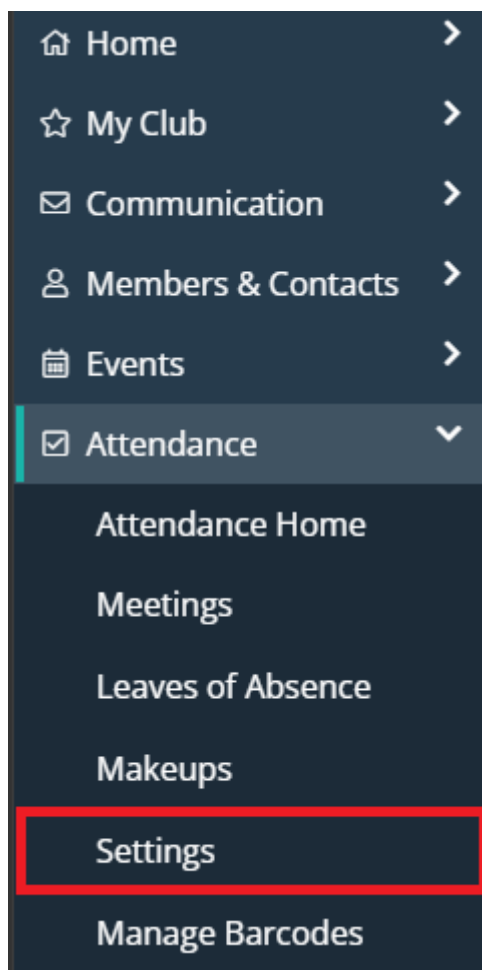 Home
My Club
Communication
Members & Contacts
Events
Attendance
Attendance Home
Meetings
Leaves of Absence
Makeups
Settings
Manage Barcodes